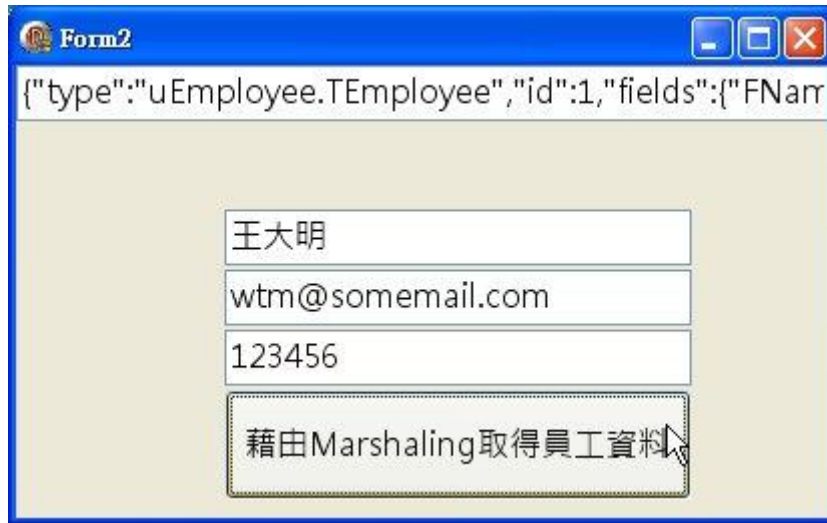 Form2
{"type":"uEmployee.TEmployee","id":1,"fields":{"FNam
王大明
wtm@somemail.com
123456
藉由Marshaling取得員工資料